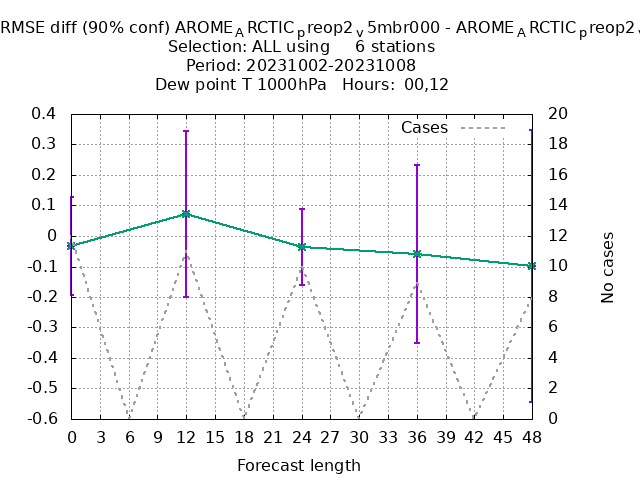 RMSE diff (90% conf) AROME_ARCTIC_preop2_v5mbr000 - AROME_ARCTIC_preop2
Selection: ALL using 6 stations
Period: 20231002-20231008
Dew point T 1000hPa Hours: 00,12
Cases
0.4
0.3
0.2
0.1
0
-0.1
-0.2
-0.3
-0.4
-0.5
-0.6
20
18
16
14
12
10
8
6
4
2
0
No cases
0 3 6 9 12 15 18 21 24 27 30 33 36 39 42 45 48
Forecast length